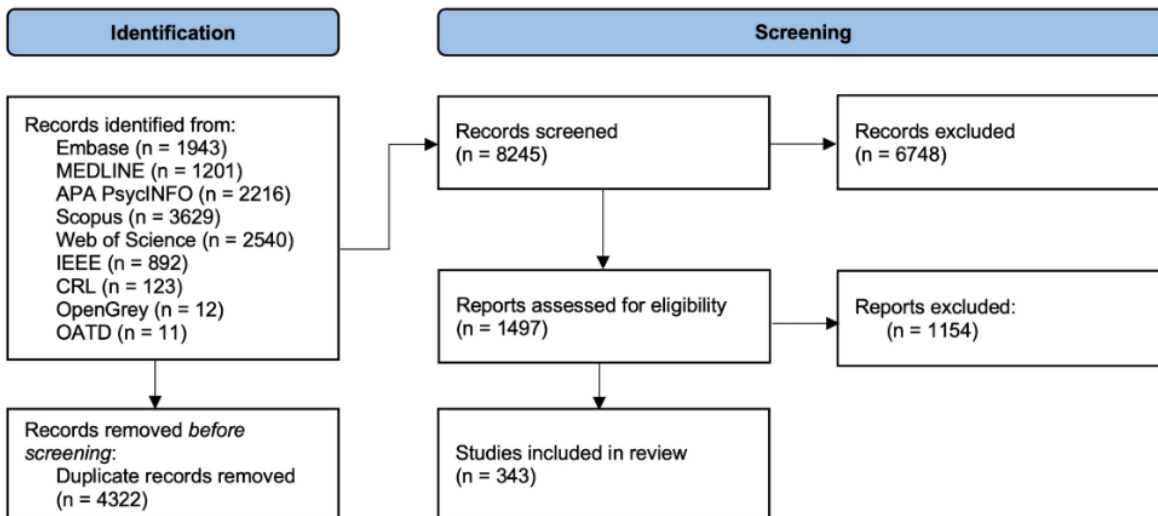 Identification
Records identified from:
Embase (n = 1943)
MEDLINE (n = 1201)
APA PsycINFO (n = 2216)
Scopus (n = 3629)
Web of Science (n = 2540)
IEEE (n = 892)
CRL (n = 123)
OpenGrey (n = 12)
OATD (n = 11)
Records removed before
screening:
Duplicate records removed
(n = 4322)
Screening
Records screened
(n = 8245)
Records excluded
(n = 6748)
Reports assessed for eligibility
(n = 1497)
Reports excluded:
(n = 1154)
Studies included in review
(n = 343)